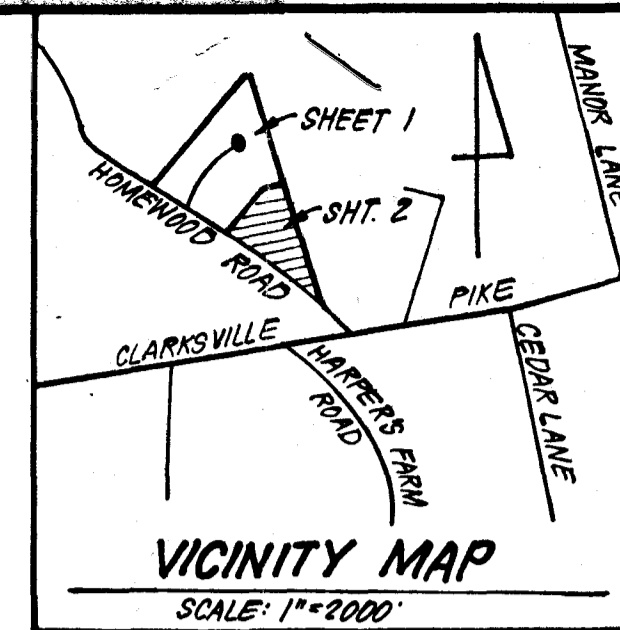 SHEET 1
MANOR LANE
HOMEWOOD ROAD
SHT. 2
PIKE
CLARKSVILLE
HARPER'S FARM
ROAD
CEDAR LANE
VICINITY MAP
SCALE: 1"=2000'